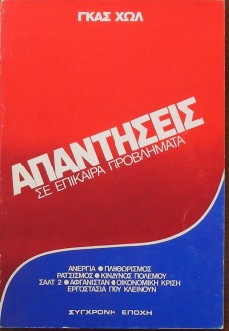 ΓΚΑΣ ΧΩΛ
ΑΠΑΝΤΗΣΕΙΣ
ΣΕ ΕΠΙΚΑΙΡΑ ΠΡΟΒΛΗΜΑΤΑ
ΑΝΕΡΓΙΑ ● ΠΛΗΘΩΡΙΣΜΟΣ
ΡΑΤΣΙΣΜΟΣ ● ΚΙΝΔΥΝΟΣ ΠΟΛΕΜΟΥ
ΣΑΛΤ 2 ● ΑΦΓΑΝΙΣΤΑΝ ● ΟΙΚΟΝΟΜΙΚΗ ΚΡΙΣΗ
ΕΡΓΟΣΤΑΣΙΑ ΠΟΥ ΚΛΕΙΝΟΥΝ
ΣΥΓΧΡΟΝΗ ΕΠΟΧΗ